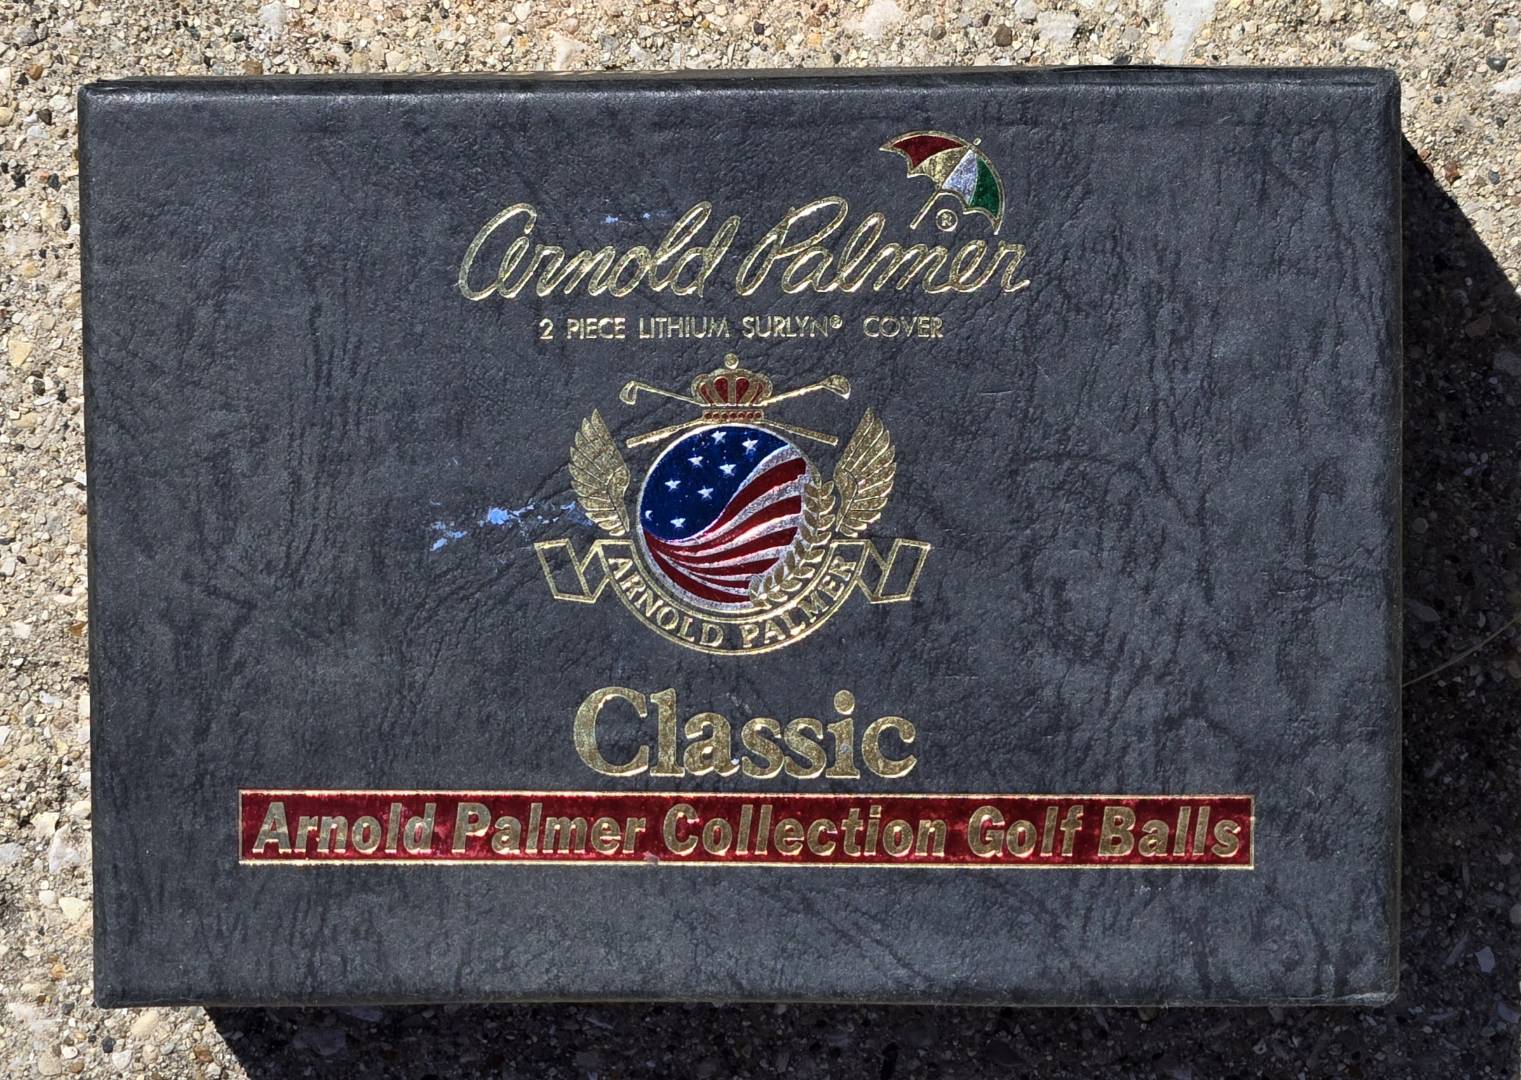 Arnold Palmer ®
2 PIECE LITHIUM SURLYN® COVER
ARNOLD PALMER
Classic
Arnold Palmer Collection Golf Balls